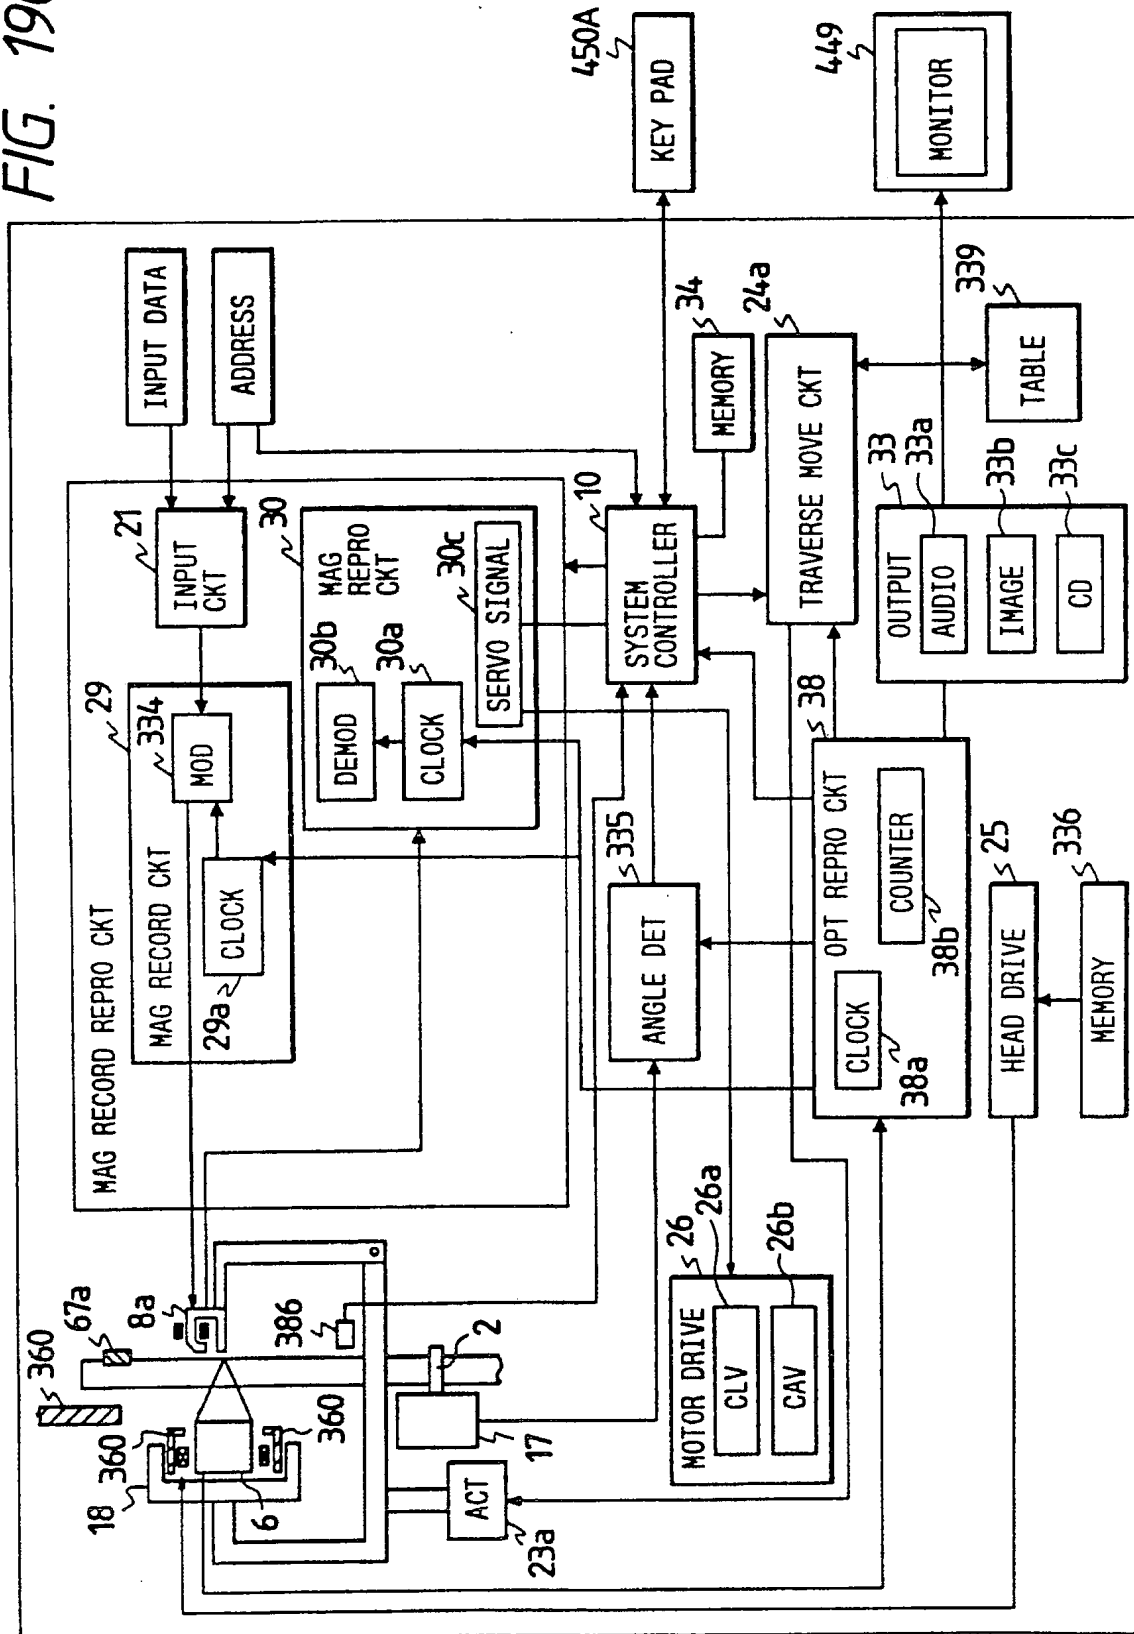 FIG. 190
INPUT DATA
ADDRESS
KEY PAD
450A
MONITOR
449
MAG RECORD REPRO CKT
MAG RECORD CKT
29
MOD
334
CLOCK
29a
INPUT
CKT
21
MAG
REPRO
CKT
30
DEMOD
30b
CLOCK
30a
SERVO SIGNAL
30c
SYSTEM
CONTROLLER
10
MEMORY
34
TRAVERSE MOVE CKT
24a
TABLE
339
OUTPUT
33
AUDIO
33a
IMAGE
33b
CD
33c
ANGLE DET
335
OPT REPRO CKT
38
CLOCK
38a
COUNTER
38b
HEAD DRIVE
25
MEMORY
336
MOTOR DRIVE
26
CLV
26a
CAV
26b
ACT
23a
360
67a
8a
386
2
17
360
360
18
6